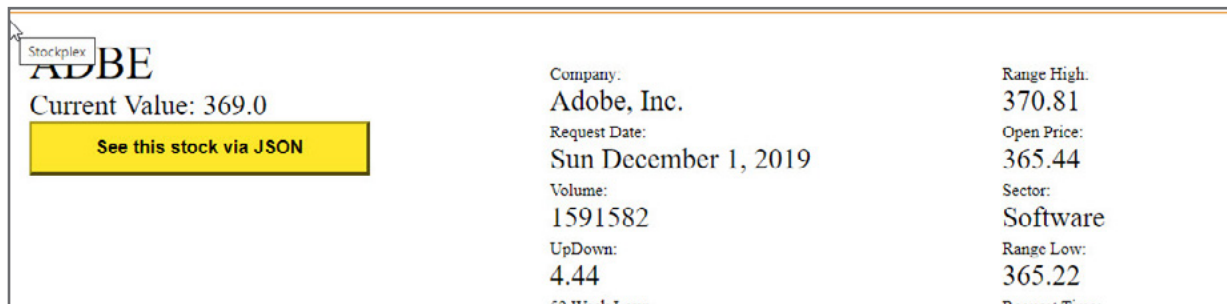 Stockplex
ADBE
Current Value: 369.0
See this stock via JSON
Company:
Adobe, Inc.
Request Date:
Sun December 1, 2019
Volume:
1591582
UpDown:
4.44
Range High:
370.81
Open Price:
365.44
Sector:
Software
Range Low:
365.22